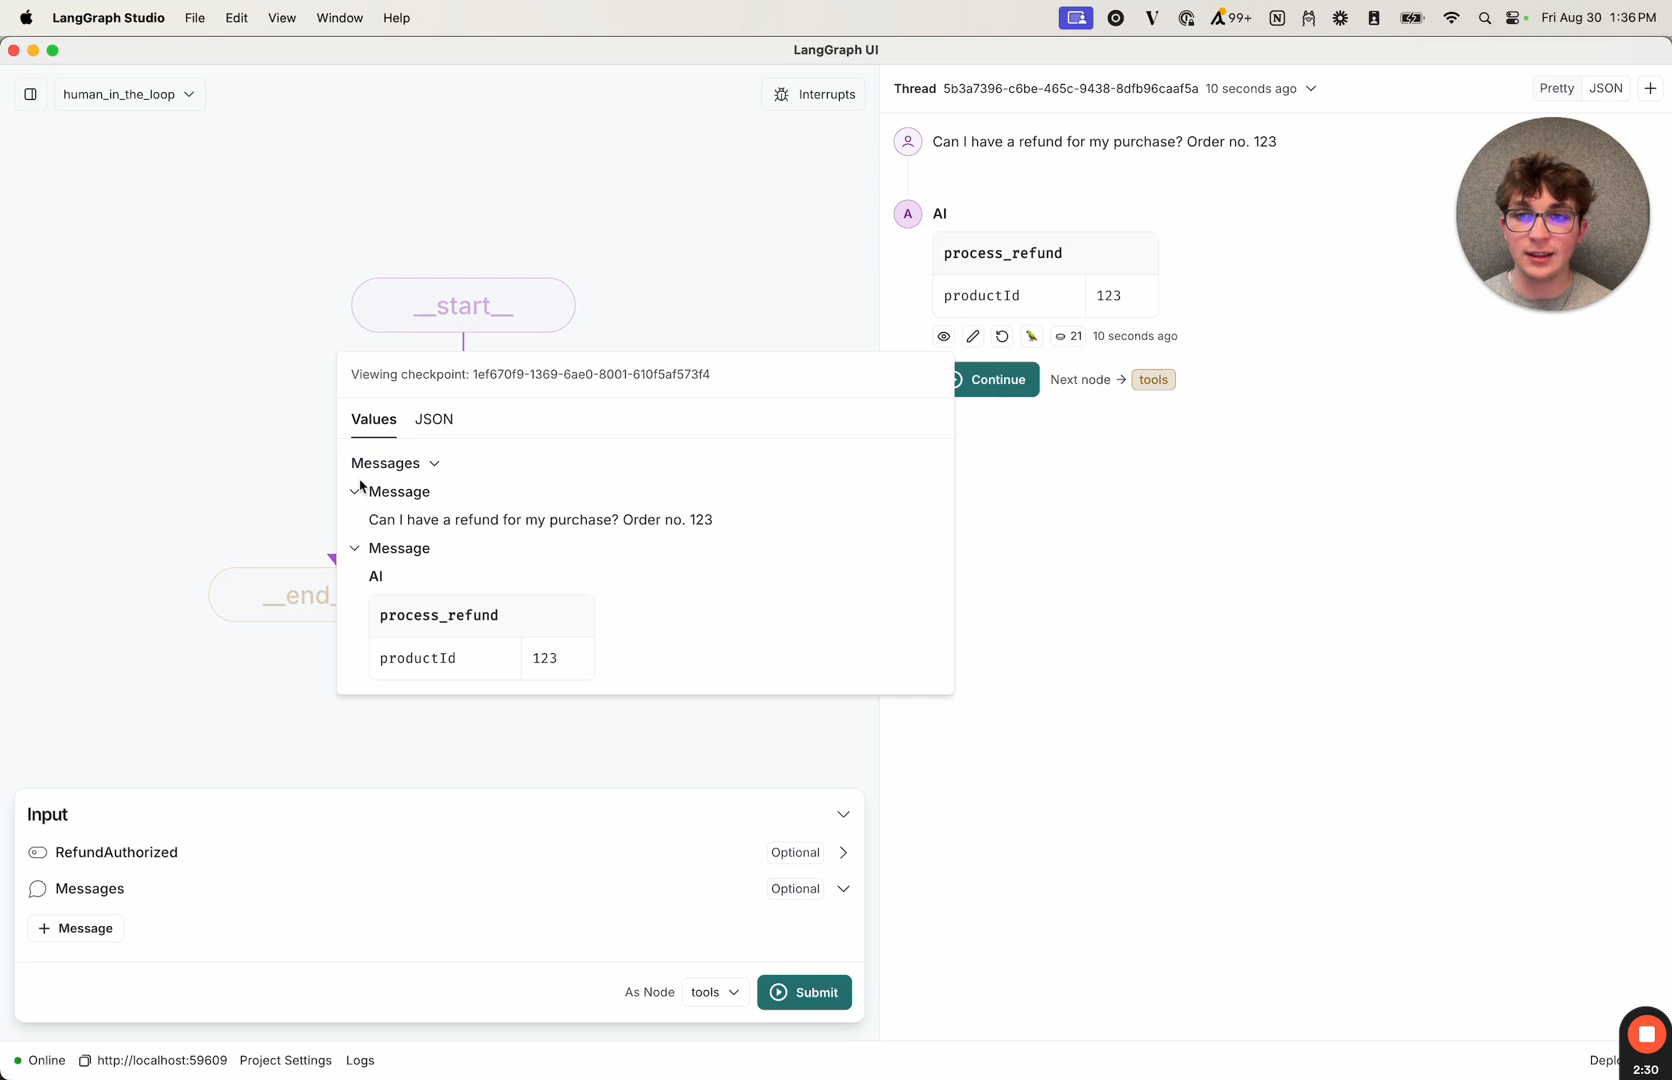 LangGraph Studio File Edit View Window Help 99+ Fri Aug 30 1:36 PM
LangGraph UI
human_in_the_loop Interrupts
Thread 5b3a7396-c6be-465c-9438-8dfb96caaf5a 10 seconds ago Pretty JSON
Can I have a refund for my purchase? Order no. 123
A AI
process_refund
productId 123
21 10 seconds ago
Continue Next node → tools
__start__
Viewing checkpoint: 1ef670f9-1369-6ae0-8001-610f5af573f4
Values JSON
Messages
Message
Can I have a refund for my purchase? Order no. 123
Message
AI
process_refund
productId 123
__end_
Input
RefundAuthorized Optional
Messages Optional
+ Message
As Node tools Submit
Online http://localhost:59609 Project Settings Logs Deplo
2:30